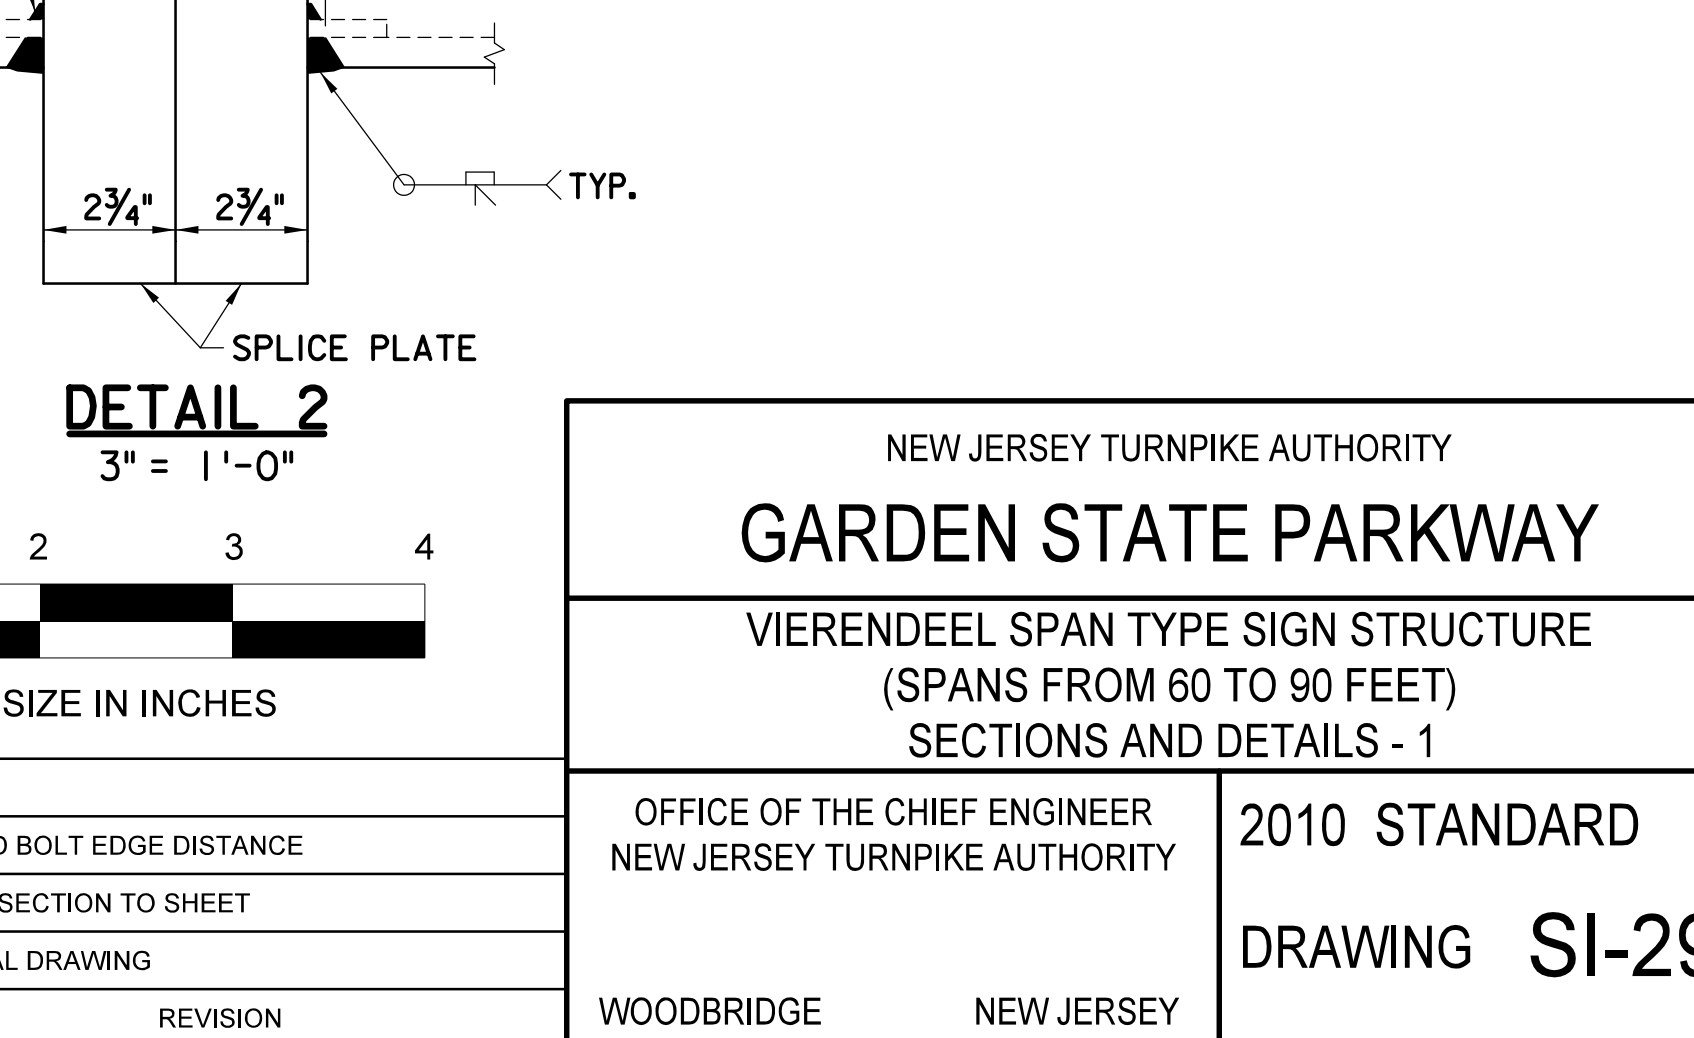 2¾" 2¾"
TYP.
SPLICE PLATE
DETAIL 2
3" = 1'-0"
2 3 4
SIZE IN INCHES
BOLT EDGE DISTANCE
SECTION TO SHEET
DRAWING
REVISION
NEW JERSEY TURNPIKE AUTHORITY
GARDEN STATE PARKWAY
VIERENDEEL SPAN TYPE SIGN STRUCTURE
(SPANS FROM 60 TO 90 FEET)
SECTIONS AND DETAILS - 1
OFFICE OF THE CHIEF ENGINEER
NEW JERSEY TURNPIKE AUTHORITY
WOODBRIDGE NEW JERSEY
2010 STANDARD
DRAWING SI-29